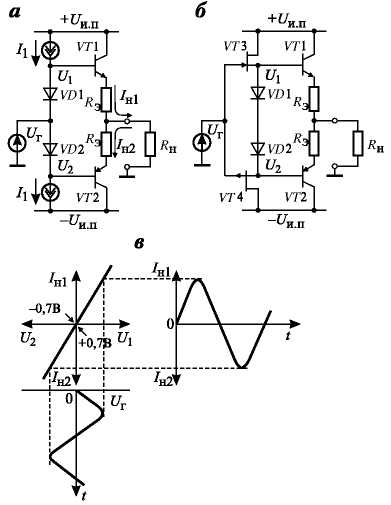 а
+Uи.п
I1
VT1
U1
Rэ
Iн1
VD1
Uг
Rэ
Rн
VD2
Iн2
U2
I1
VT2
−Uи.п
б
+Uи.п
VT3
VT1
U1
Rэ
VD1
Uг
Rэ
Rн
VD2
U2
VT4
VT2
−Uи.п
в
Iн1
−0,7В
U2
U1
+0,7В
Iн2
0
Uг
t
Iн1
0
t
Iн2